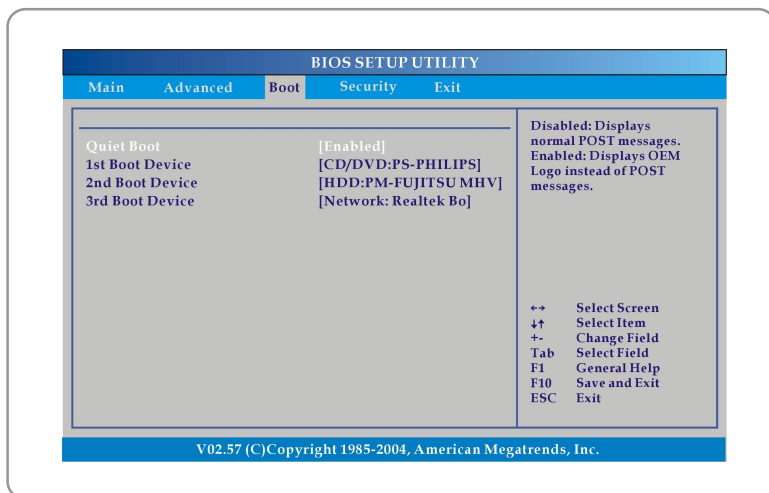 BIOS SETUP UTILITY
Main Advanced Boot Security Exit
Quiet Boot [Enabled]
1st Boot Device [CD/DVD:PS-PHILIPS]
2nd Boot Device [HDD:PM-FUJITSU MHV]
3rd Boot Device [Network: Realtek Bo]
Disabled: Displays
normal POST messages.
Enabled: Displays OEM
Logo instead of POST
messages.
←→ Select Screen
↓↑ Select Item
+- Change Field
Tab Select Field
F1 General Help
F10 Save and Exit
ESC Exit
V02.57 (C)Copyright 1985-2004, American Megatrends, Inc.